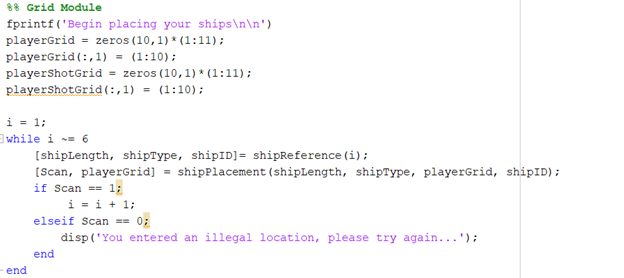 %% Grid Module
fprintf('Begin placing your ships\n\n')
playerGrid = zeros(10,1)*(1:11);
playerGrid(:,1) = (1:10);
playerShotGrid = zeros(10,1)*(1:11);
playerShotGrid(:,1) = (1:10);
i = 1;
while i ~= 6
[shipLength, shipType, shipID]= shipReference(i);
[Scan, playerGrid] = shipPlacement(shipLength, shipType, playerGrid, shipID);
if Scan == 1;
i = i + 1;
elseif Scan == 0;
disp('You entered an illegal location, please try again...');
end
end